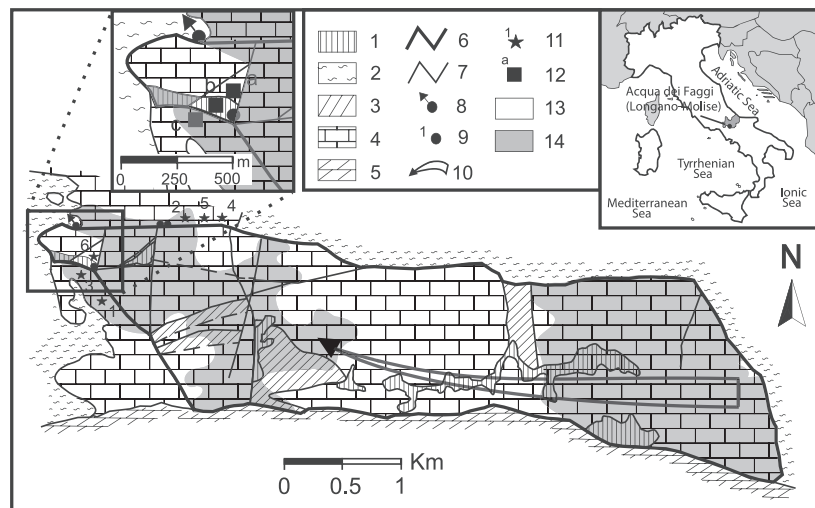 a
b
c
0 250 500
m
1
2
3
4
5
6
7
1 8
9
10
1 11
a 12
13
14
Acqua dei Faggi
(Longano-Molise)
Adriatic Sea
Tyrrhenian
Sea
Mediterranean
Sea
Ionic
Sea
2 5 4
6
N
Km
0 0.5 1